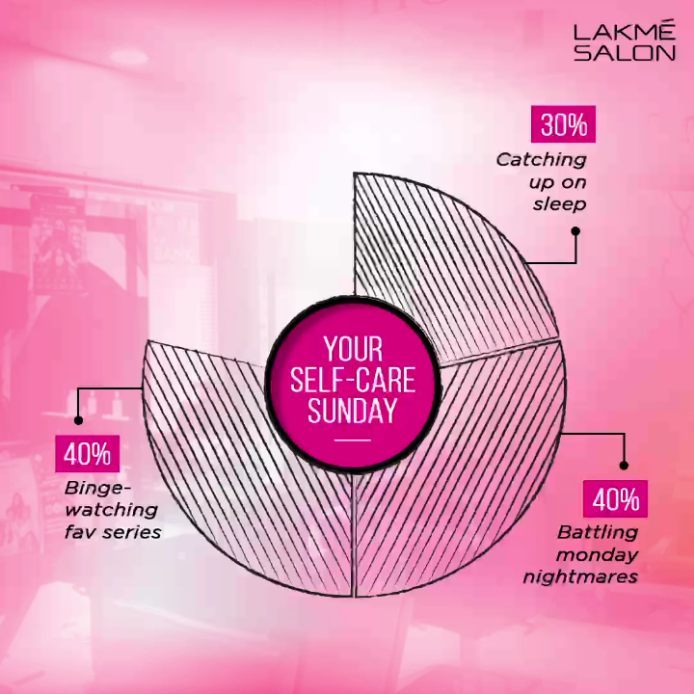 LAKMÉ
SALON
30%
Catching
up on
sleep
YOUR
SELF-CARE
SUNDAY
40%
Binge-
watching
fav series
40%
Battling
monday
nightmares